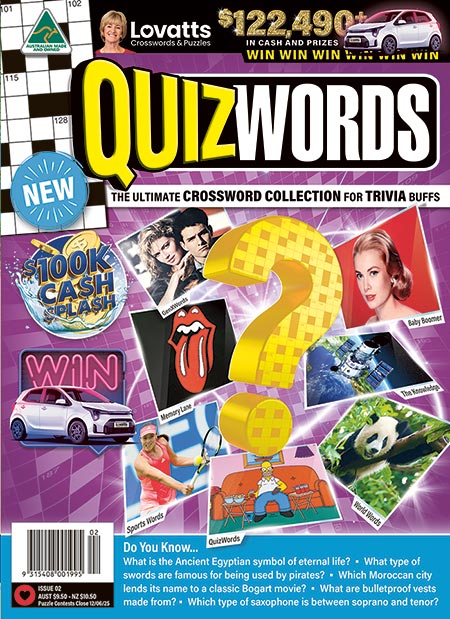 101
102
115
128
AUSTRALIAN MADE
AND OWNED
Lovatts
Crosswords & Puzzles
$122,490+
IN CASH AND PRIZES
WIN WIN WIN WIN WIN WIN
QUIZWORDS
NEW
THE ULTIMATE CROSSWORD COLLECTION FOR TRIVIA BUFFS
$100K
CASH
SPLASH
WIN
GenXWords
Baby Boomer
Memory Lane
The Knowledge
Sports Words
QuizWords
World Words
02
9 315408 001995
ISSUE 02
AUST $9.50 - NZ $10.50
Puzzle Contests Close 12/06/25
Do You Know...
What is the Ancient Egyptian symbol of eternal life? • What type of
swords are famous for being used by pirates? • Which Moroccan city
lends its name to a classic Bogart movie? • What are bulletproof vests
made from? • Which type of saxophone is between soprano and tenor?